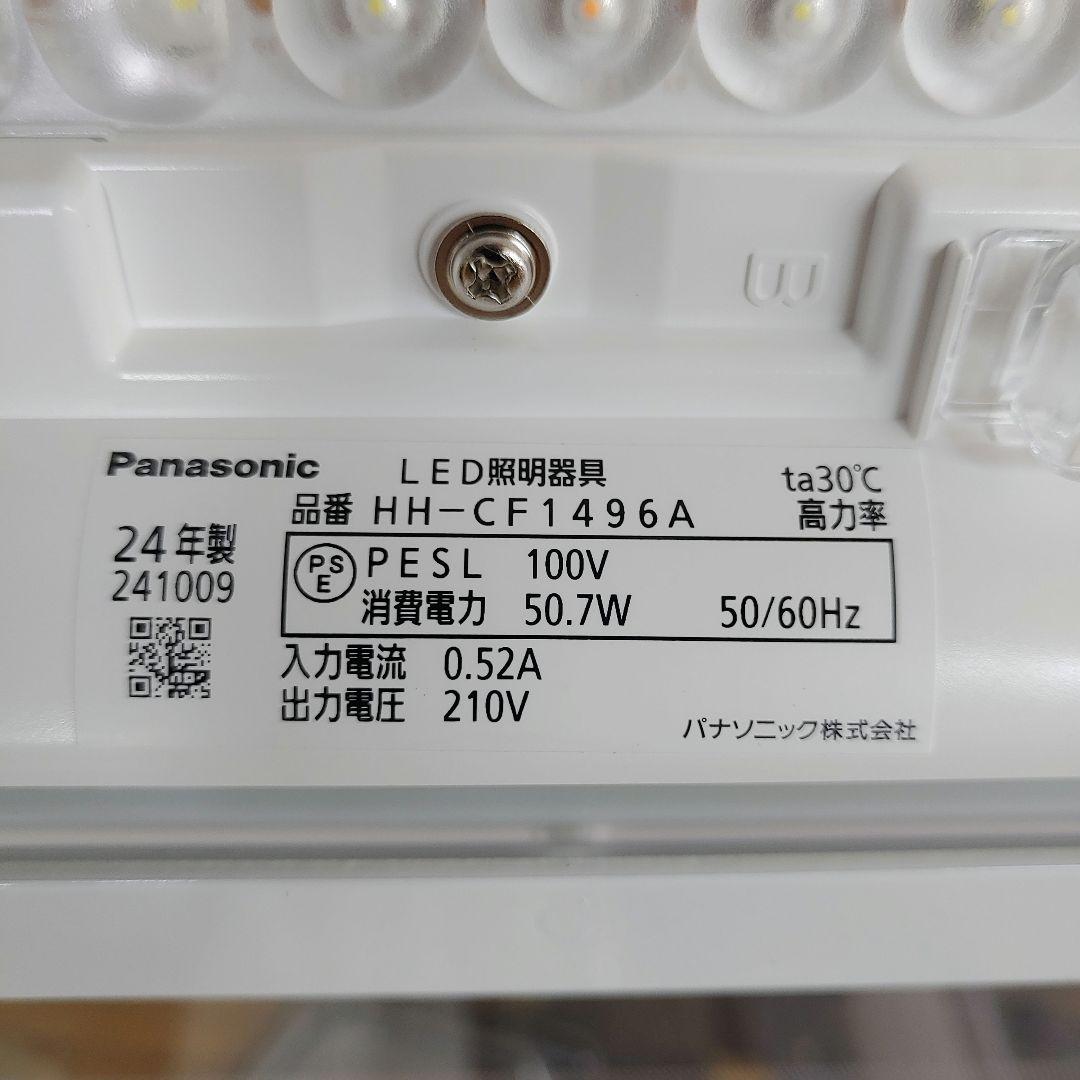 Panasonic LED照明器具 ta30℃
品番 HH-CF1496A 高力率
24年製
241009
PSE PESL 100V
消費電力 50.7W 50/60Hz
入力電流 0.52A
出力電圧 210V
パナソニック株式会社